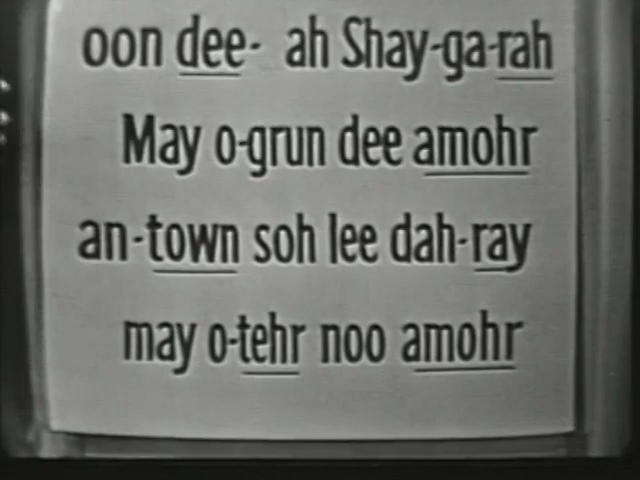 oon dee- ah Shay-ga-rah
May o-grun dee amohr
an-town soh lee dah-ray
may o-tehr noo amohr